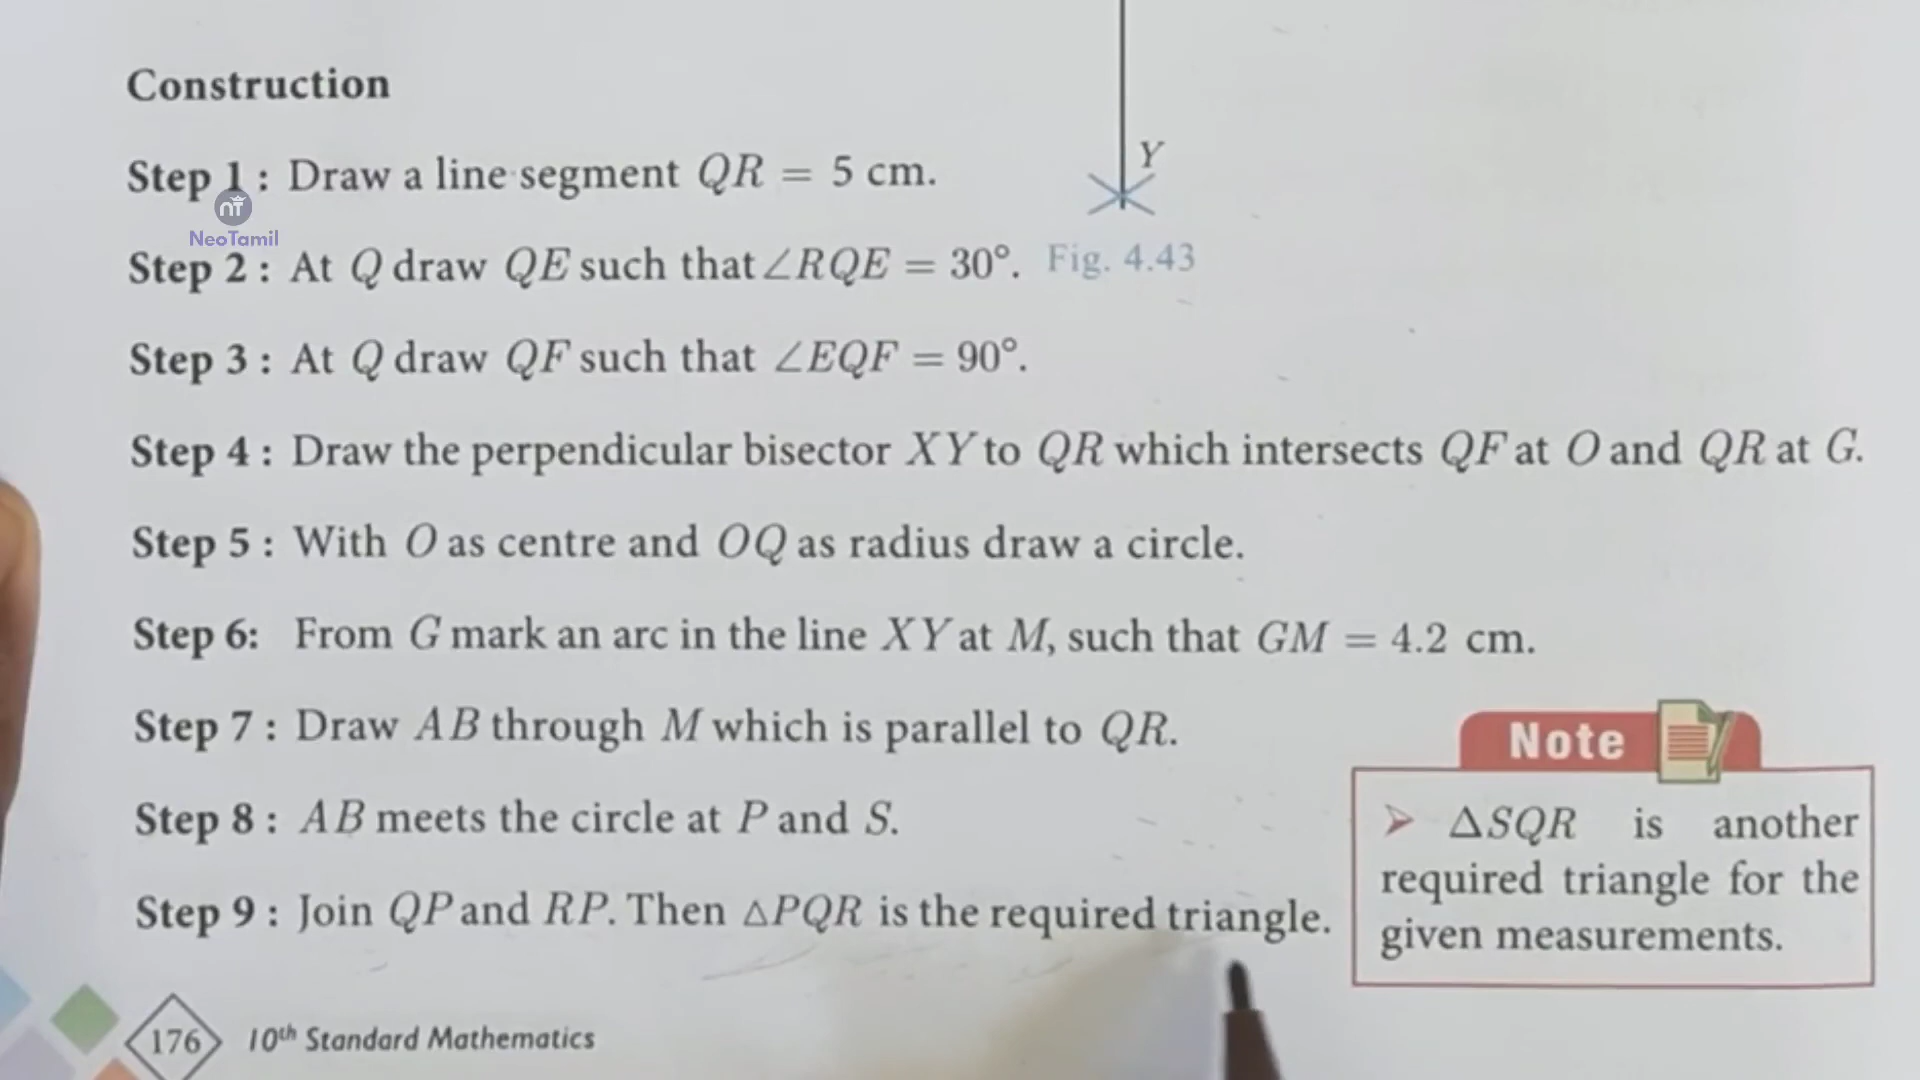 Construction
Y
Step 1 : Draw a line segment QR = 5 cm.
nT
NeoTamil
Step 2 : At Q draw QE such that ∠RQE = 30°.
Fig. 4.43
Step 3 : At Q draw QF such that ∠EQF = 90°.
Step 4 : Draw the perpendicular bisector XY to QR which intersects QF at O and QR at G.
Step 5 : With O as centre and OQ as radius draw a circle.
Step 6: From G mark an arc in the line XY at M, such that GM = 4.2 cm.
Step 7 : Draw AB through M which is parallel to QR.
Step 8 : AB meets the circle at P and S.
Step 9 : Join QP and RP. Then △PQR is the required triangle.
Note
➤ ΔSQR is another
required triangle for the
given measurements.
176 10th Standard Mathematics